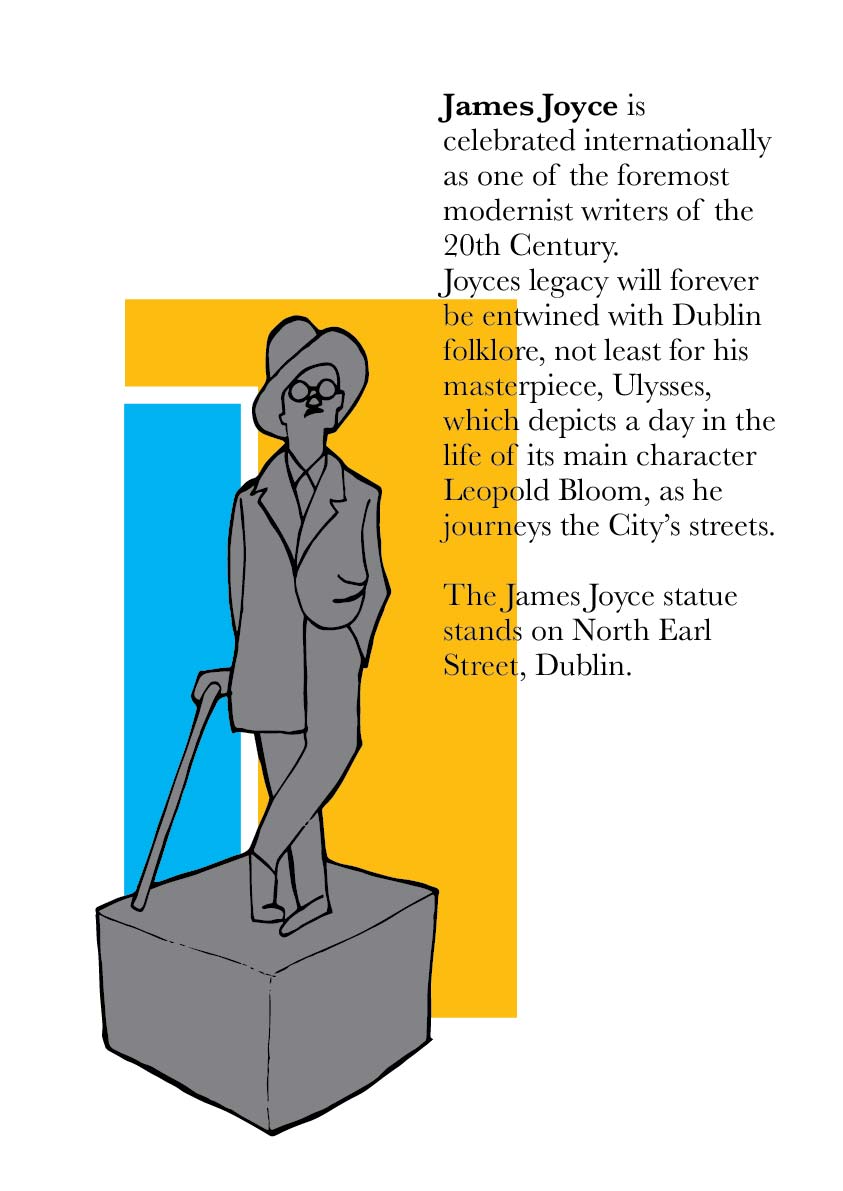 James Joyce is
celebrated internationally
as one of the foremost
modernist writers of the
20th Century.
Joyces legacy will forever
be entwined with Dublin
folklore, not least for his
masterpiece, Ulysses,
which depicts a day in the
life of its main character
Leopold Bloom, as he
journeys the City’s streets.
The James Joyce statue
stands on North Earl
Street, Dublin.